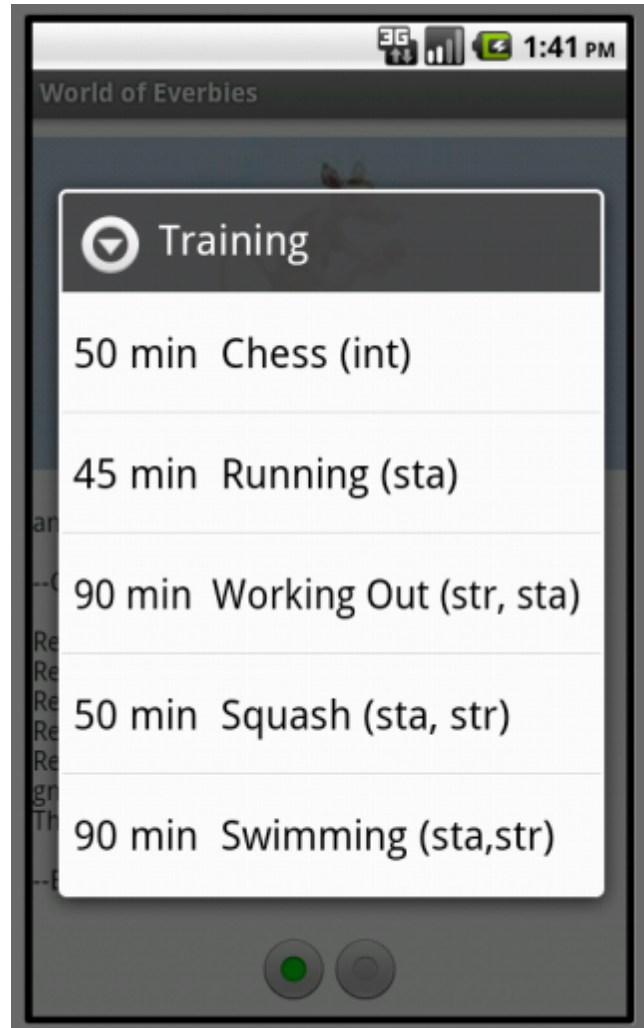 3G 1:41 PM
World of Everbies
Training
50 min Chess (int)
45 min Running (sta)
90 min Working Out (str, sta)
50 min Squash (sta, str)
90 min Swimming (sta,str)